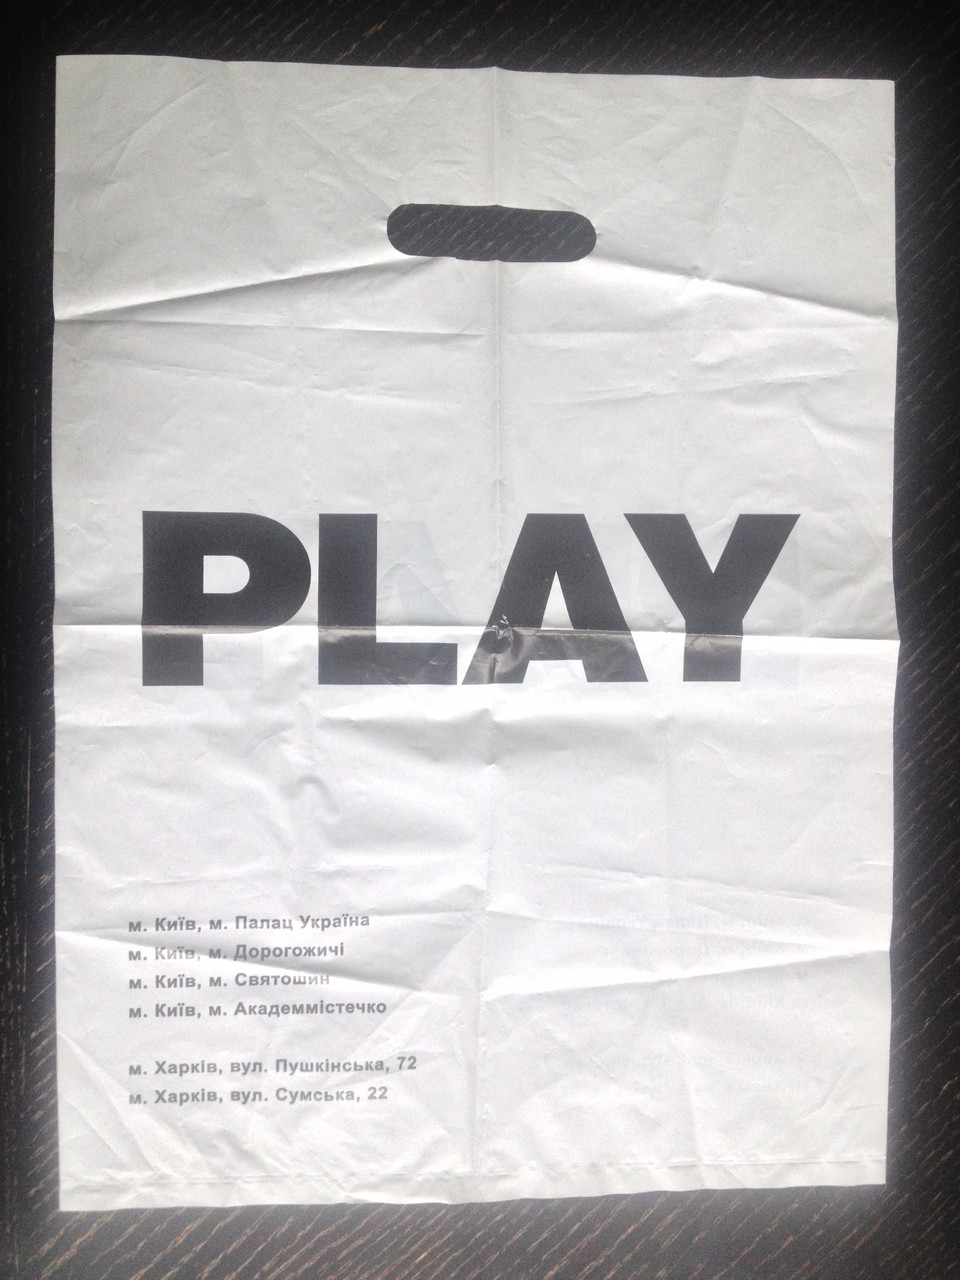 PLAY
м. Київ, м. Палац Україна
м. Київ, м. Дорогожичі
м. Київ, м. Святошин
м. Київ, м. Академмістечко
м. Харків, вул. Пушкінська, 72
м. Харків, вул. Сумська, 22